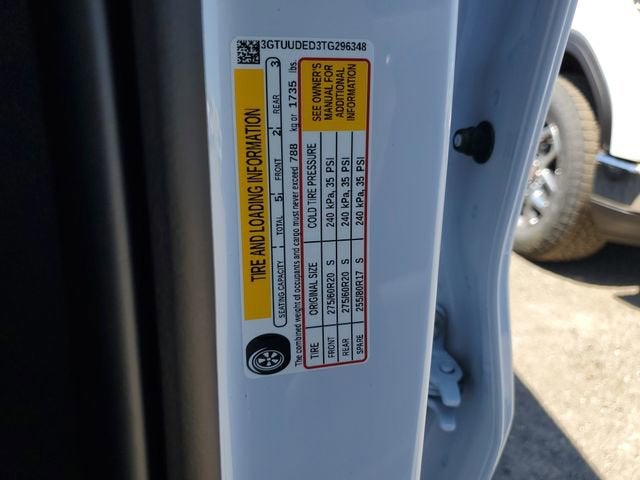 3GTUUDED3TG296348
TIRE AND LOADING INFORMATION
SEATING CAPACITY TOTAL 5 FRONT 2 REAR 3
The combined weight of occupants and cargo must never exceed 788 kg or 1735 lbs.
TIRE ORIGINAL SIZE COLD TIRE PRESSURE
FRONT 275/60R20 S 240 kPa, 35 PSI
REAR 275/60R20 S 240 kPa, 35 PSI
SPARE 255/80R17 S 240 kPa, 35 PSI
SEE OWNER'S
MANUAL FOR
ADDITIONAL
INFORMATION